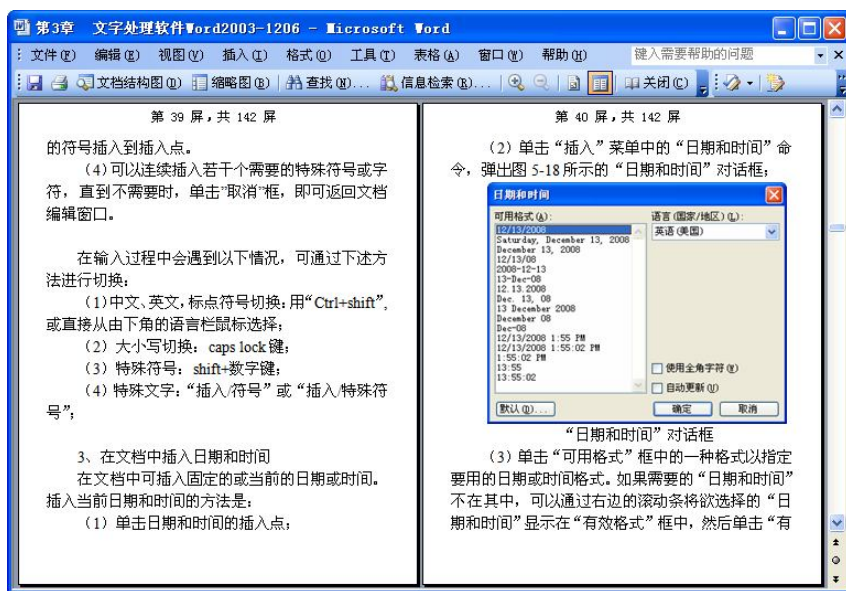 第3章 文字处理软件Word2003-1206 - Microsoft Word
文件(F) 编辑(E) 视图(V) 插入(I) 格式(O) 工具(T) 表格(A) 窗口(W) 帮助(H) 键入需要帮助的问题
文档结构图(D) 缩略图(B) 查找(N)... 信息检索(R)... 关闭(C)
第 39 屏，共 142 屏
的符号插入到插入点。
(4)可以连续插入若干个需要的特殊符号或字
符，直到不需要时，单击"取消"框，即可返回文档
编辑窗口。
在输入过程中会遇到以下情况，可通过下述方
法进行切换：
(1)中文、英文，标点符号切换：用“Ctrl+shift”，
或直接从由下角的语言栏鼠标选择；
(2) 大小写切换：caps lock键；
(3) 特殊符号：shift+数字键；
(4) 特殊文字：“插入/符号”或“插入/特殊符
号”；
3、在文档中插入日期和时间
在文档中可插入固定的或当前的日期或时间。
插入当前日期和时间的方法是：
(1) 单击日期和时间的插入点；
第 40 屏，共 142 屏
(2) 单击“插入”菜单中的“日期和时间”命
令，弹出图 5-18所示的“日期和时间”对话框；
日期和时间
可用格式(A):
12/13/2008
Saturday, December 13, 2008
December 13, 2008
12/13/08
2008-12-13
13-Dec-08
12.13.2008
Dec. 13, 08
13 December 2008
December 08
Dec-08
12/13/2008 1:55 PM
12/13/2008 1:55:02 PM
1:55:02 PM
13:55
13:55:02
语言(国家/地区)(L):
英语(美国)
使用全角字符(W)
自动更新(U)
默认(D)... 确定 取消
“日期和时间”对话框
(3) 单击“可用格式”框中的一种格式以指定
要用的日期或时间格式。如果需要的“日期和时间”
不在其中，可以通过右边的滚动条将欲选择的“日
期和时间”显示在“有效格式”框中，然后单击“有